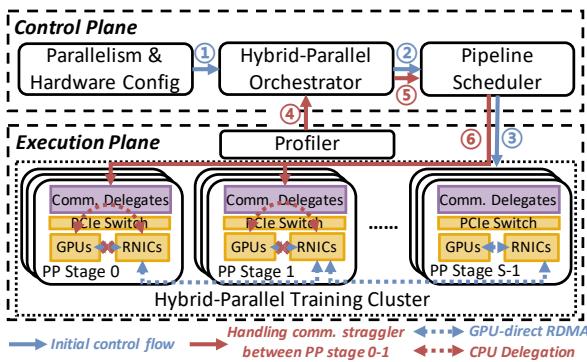 Control Plane
Parallelism &
Hardware Config
①
Hybrid-Parallel
Orchestrator
②
⑤
Pipeline
Scheduler
④
⑥
③
Execution Plane
Profiler
Comm. Delegates
PCIe Switch
GPUs
RNICs
PP Stage 0
Comm. Delegates
PCIe Switch
GPUs
RNICs
PP Stage 1
......
Comm. Delegates
PCIe Switch
GPUs
RNICs
PP Stage S-1
Hybrid-Parallel Training Cluster
Initial control flow
Handling comm. straggler
between PP stage 0-1
GPU-direct RDMA
CPU Delegation